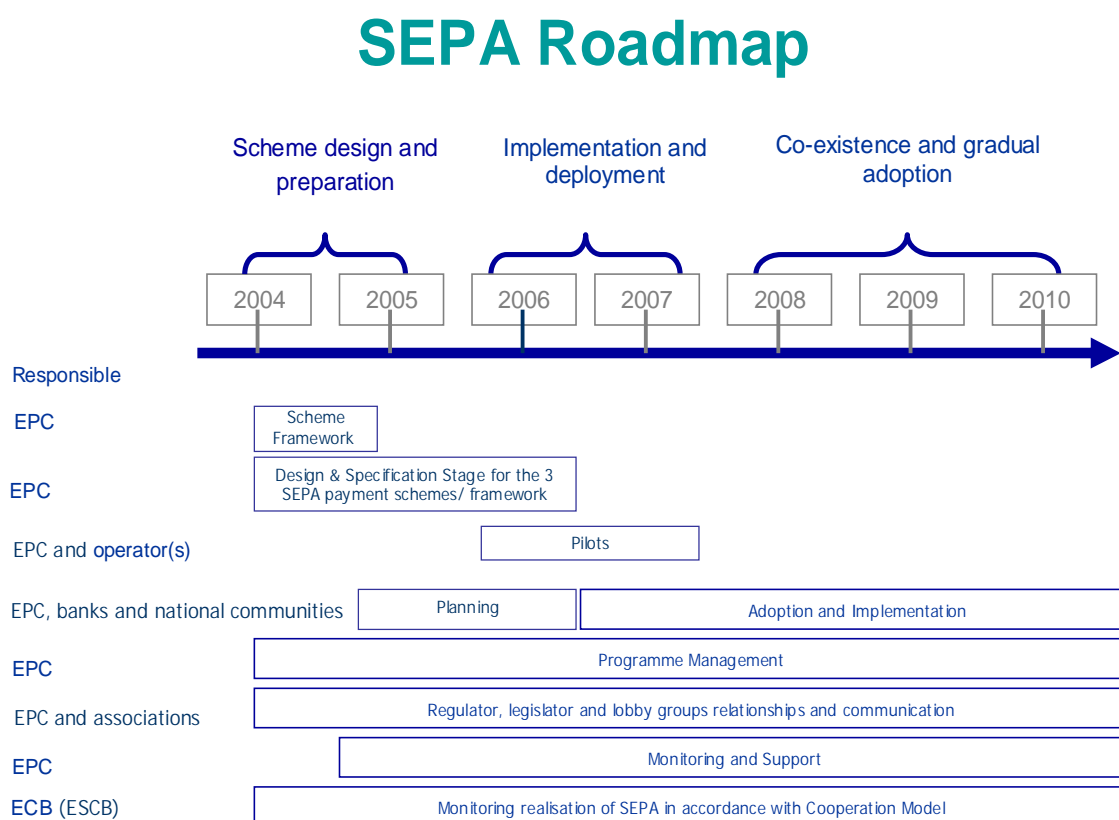 SEPA Roadmap
Scheme design and
preparation
Implementation and
deployment
Co-existence and gradual
adoption
2004
2005
2006
2007
2008
2009
2010
Responsible
EPC
Scheme
Framework
EPC
Design & Specification Stage for the 3
SEPA payment schemes/ framework
EPC and operator(s)
Pilots
EPC, banks and national communities
Planning
Adoption and Implementation
EPC
Programme Management
EPC and associations
Regulator, legislator and lobby groups relationships and communication
EPC
Monitoring and Support
ECB (ESCB)
Monitoring realisation of SEPA in accordance with Cooperation Model